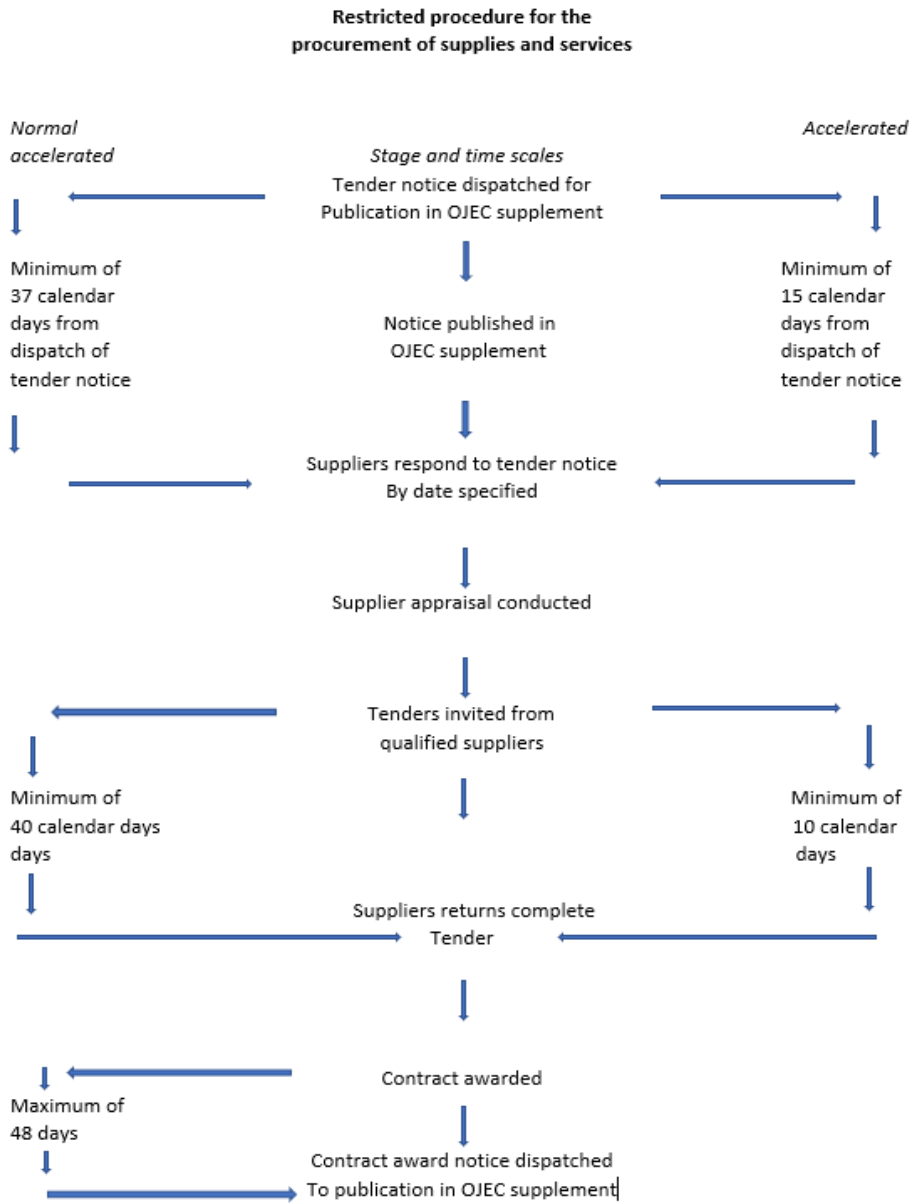 Restricted procedure for the
procurement of supplies and services
Normal
accelerated
Accelerated
Stage and time scales
Tender notice dispatched for
Publication in OJEC supplement
Minimum of
37 calendar
days from
dispatch of
tender notice
Notice published in
OJEC supplement
Minimum of
15 calendar
days from
dispatch of
tender notice
Suppliers respond to tender notice
By date specified
Supplier appraisal conducted
Tenders invited from
qualified suppliers
Minimum of
40 calendar days
days
Minimum of
10 calendar
days
Suppliers returns complete
Tender
Contract awarded
Maximum of
48 days
Contract award notice dispatched
To publication in OJEC supplement